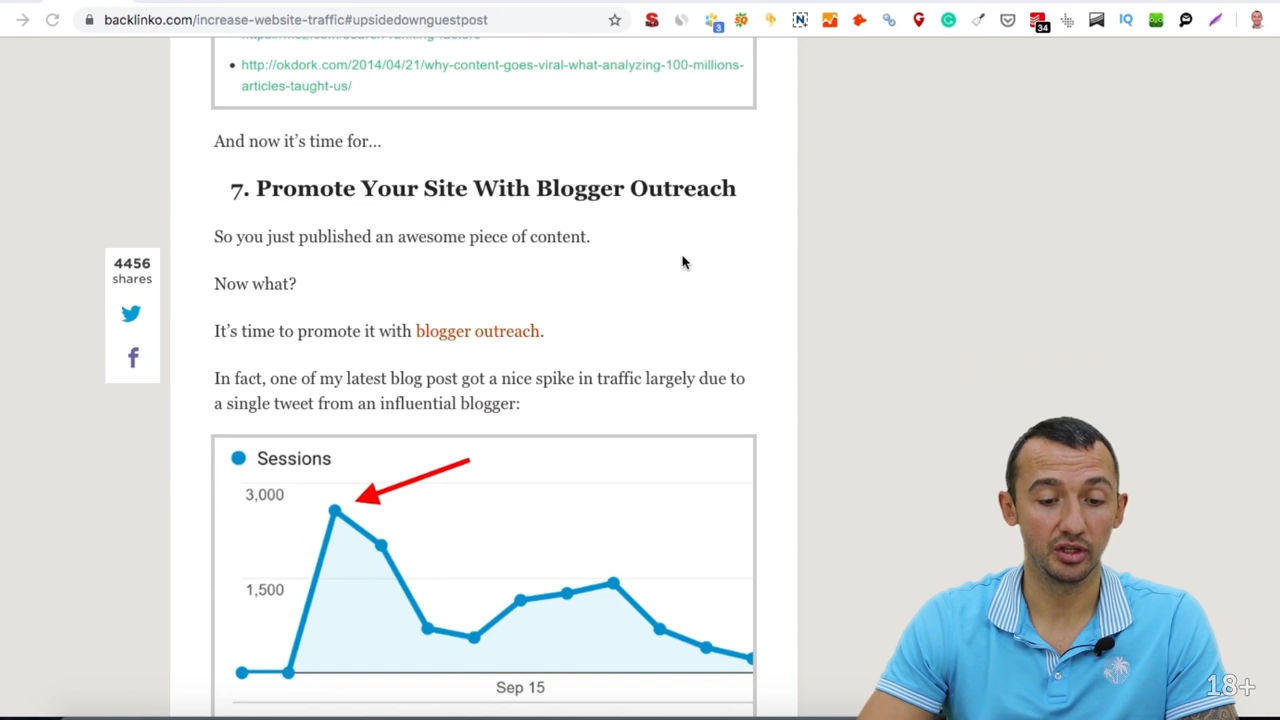 backlinko.com/increase-website-traffic#upsidedownguestpost
3
34
IQ
http://okdork.com/2014/04/21/why-content-goes-viral-what-analyzing-100-millions-
articles-taught-us/
And now it’s time for…
7. Promote Your Site With Blogger Outreach
So you just published an awesome piece of content.
4456
shares
Now what?
It’s time to promote it with blogger outreach.
In fact, one of my latest blog post got a nice spike in traffic largely due to
a single tweet from an influential blogger:
Sessions
3,000
1,500
Sep 15
18+